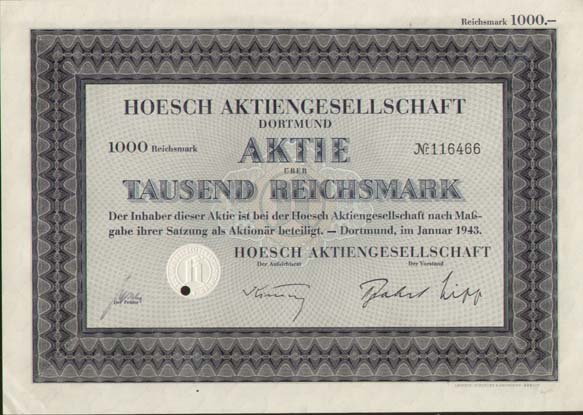 Reichsmark 1000.—
HOESCH AKTIENGESELLSCHAFT
DORTMUND
1000 Reichsmark AKTIE № 116466
ÜBER
TAUSEND REICHSMARK
Der Inhaber dieser Aktie ist bei der Hoesch Aktiengesellschaft nach Maß-
gabe ihrer Satzung als Aktionär beteiligt. — Dortmund, im Januar 1943.
HOESCH AKTIENGESELLSCHAFT
Der Aufsichtsrat Der Vorstand